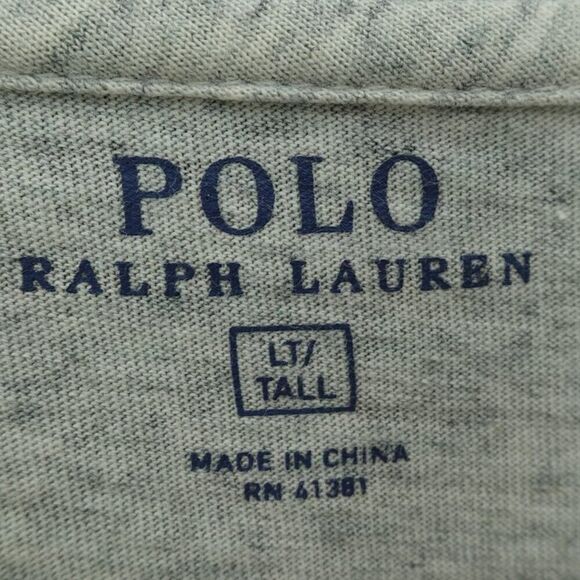 POLO
RALPH LAUREN
LT/
TALL
MADE IN CHINA
RN 41381